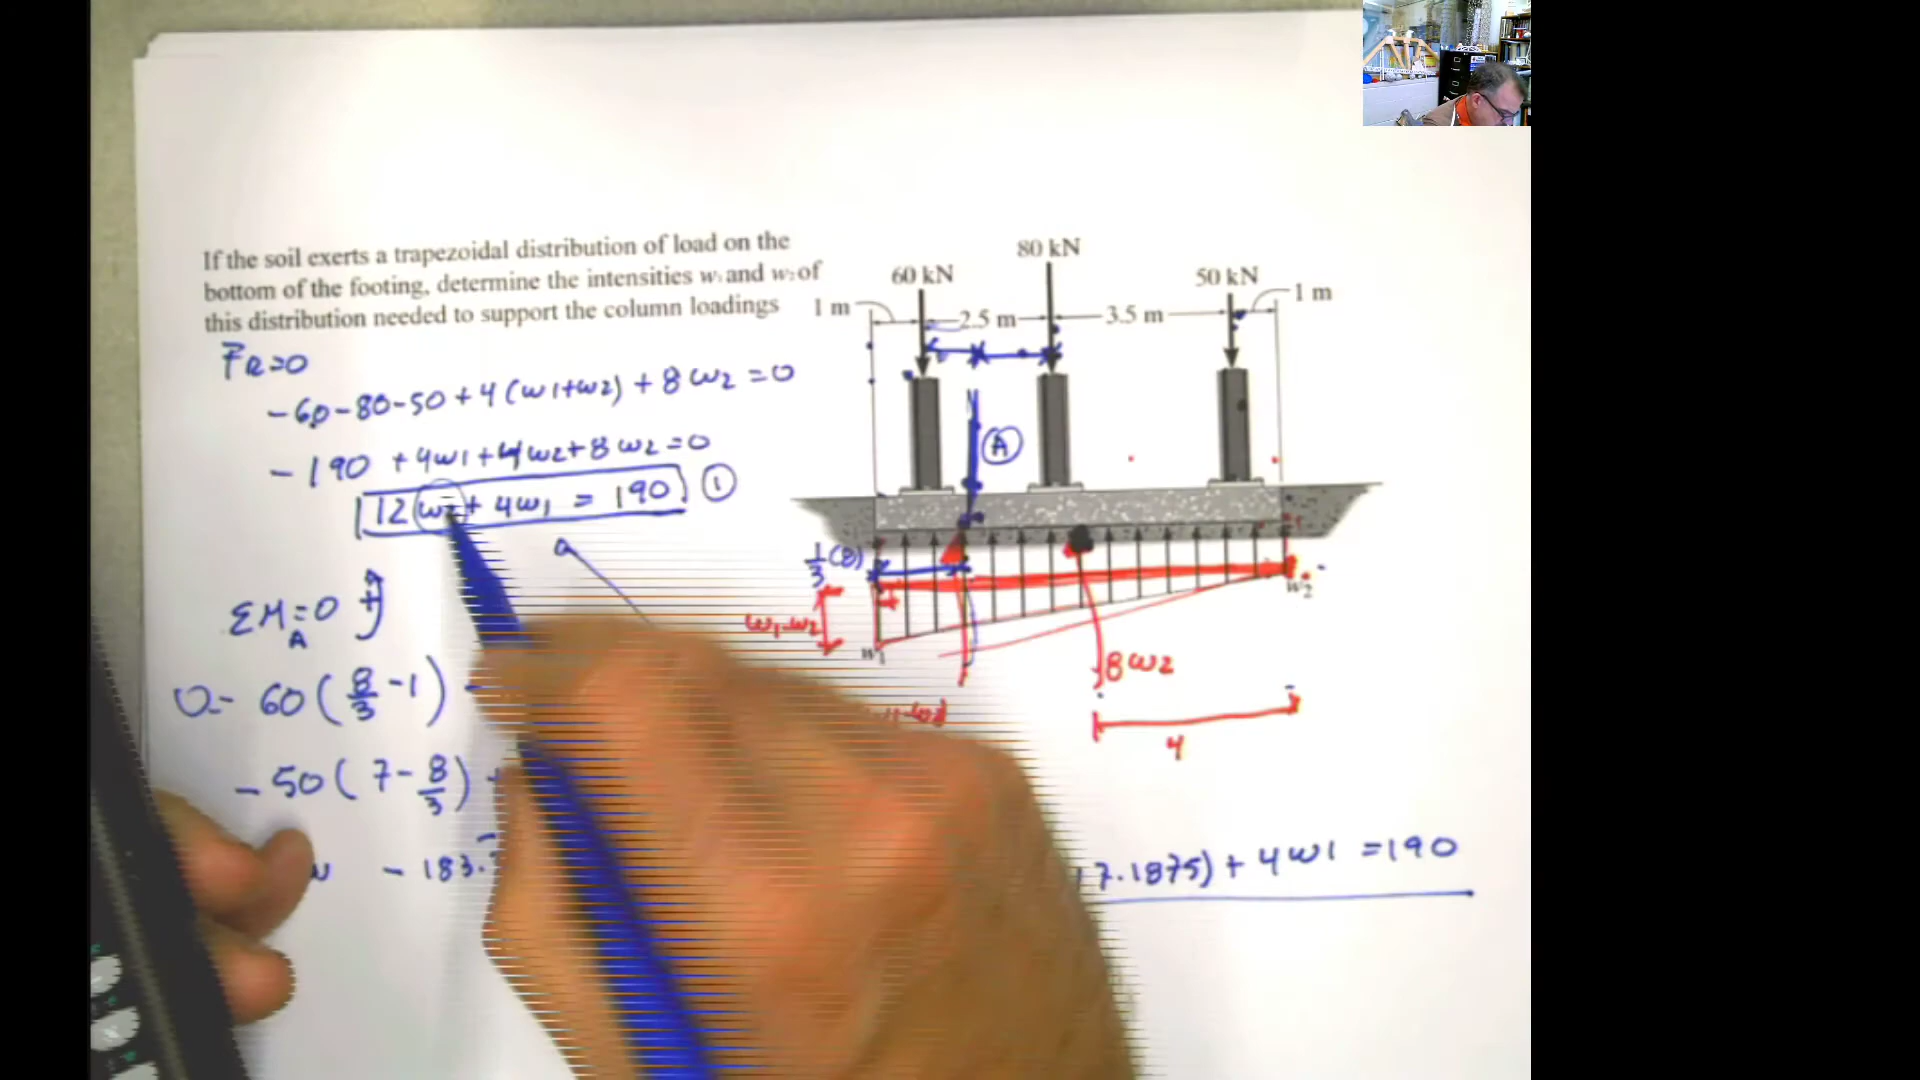 If the soil exerts a trapezoidal distribution of load on the
bottom of the footing, determine the intensities w₁ and w₂ of
this distribution needed to support the column loadings
FR=0
-60-80-50+4(w1+w2)+8w2=0
-190 +4w1+4w2+8w2=0
12w2+4w1 = 190 ①
ΣM=0 +
A
0= 60(8/3-1)
-50(7-8/3)
- 183.
60 kN
80 kN
50 kN
1 m
2.5 m
3.5 m
1 m
A
1/3(8)
w1-w2
w₁
w₂
8w2
4
7.1875)+4w1=190